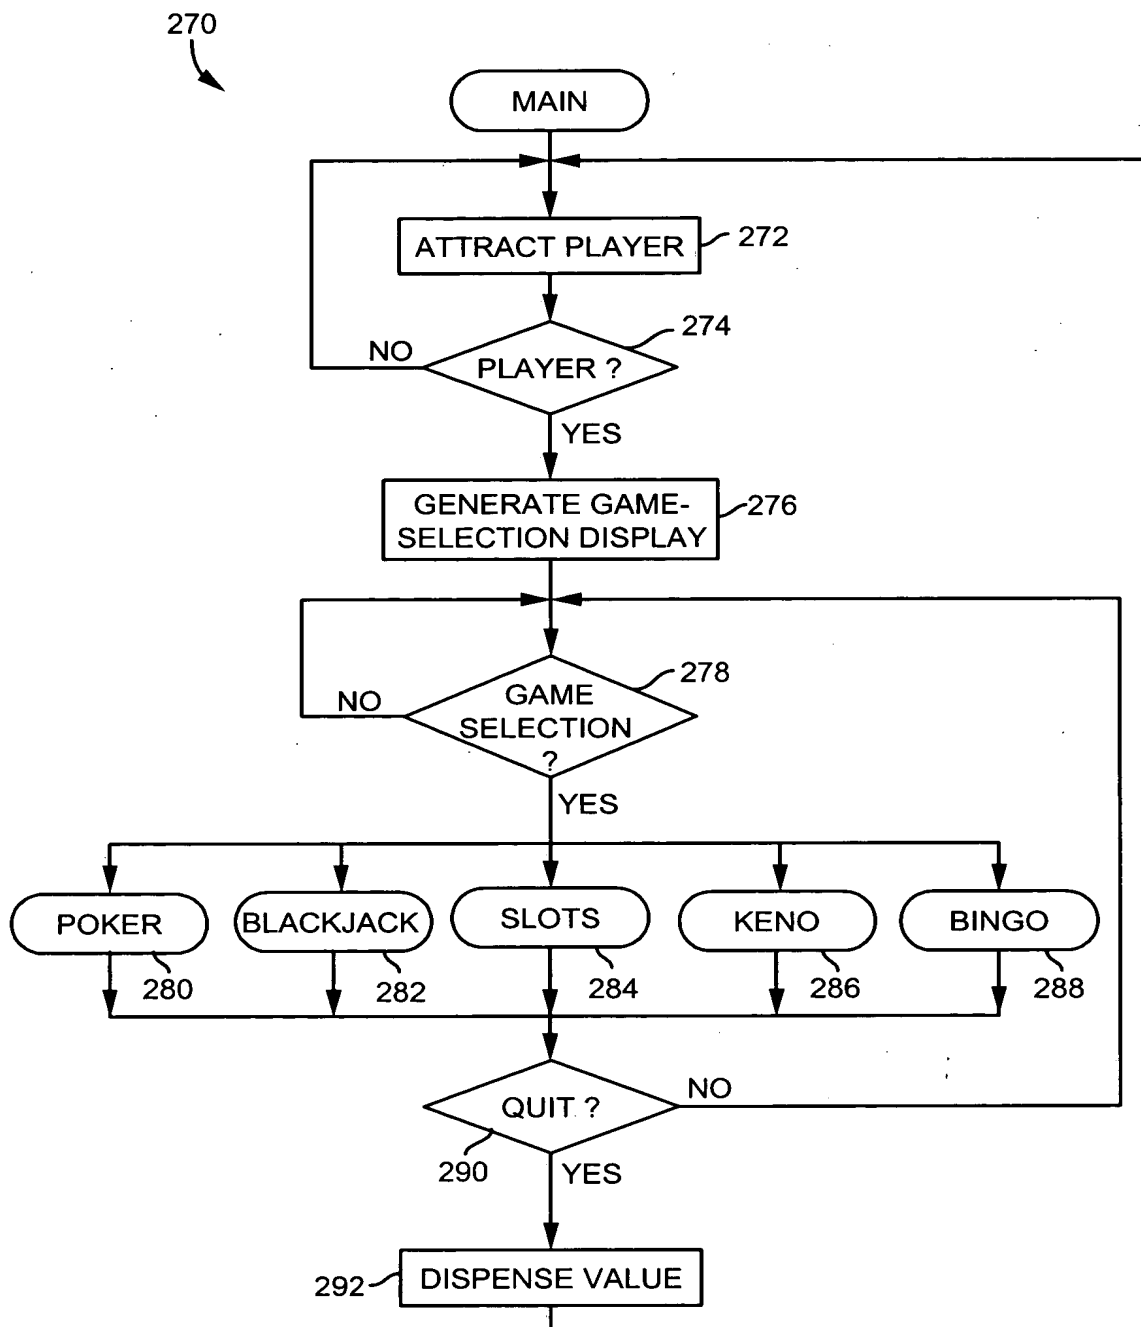 270
MAIN
ATTRACT PLAYER
272
274
NO
PLAYER ?
YES
GENERATE GAME-
SELECTION DISPLAY
276
278
NO
GAME
SELECTION
?
YES
POKER
BLACKJACK
SLOTS
KENO
BINGO
280
282
284
286
288
QUIT ?
NO
290
YES
292
DISPENSE VALUE